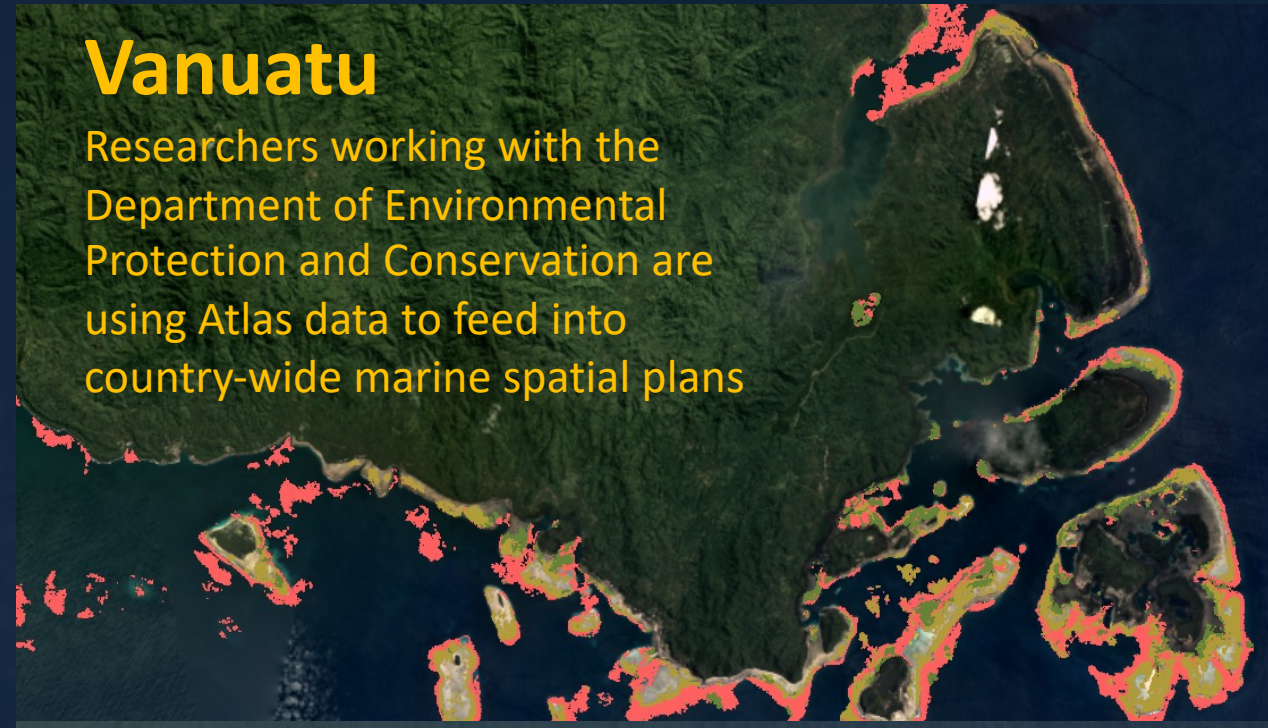 Vanuatu
Researchers working with the
Department of Environmental
Protection and Conservation are
using Atlas data to feed into
country-wide marine spatial plans